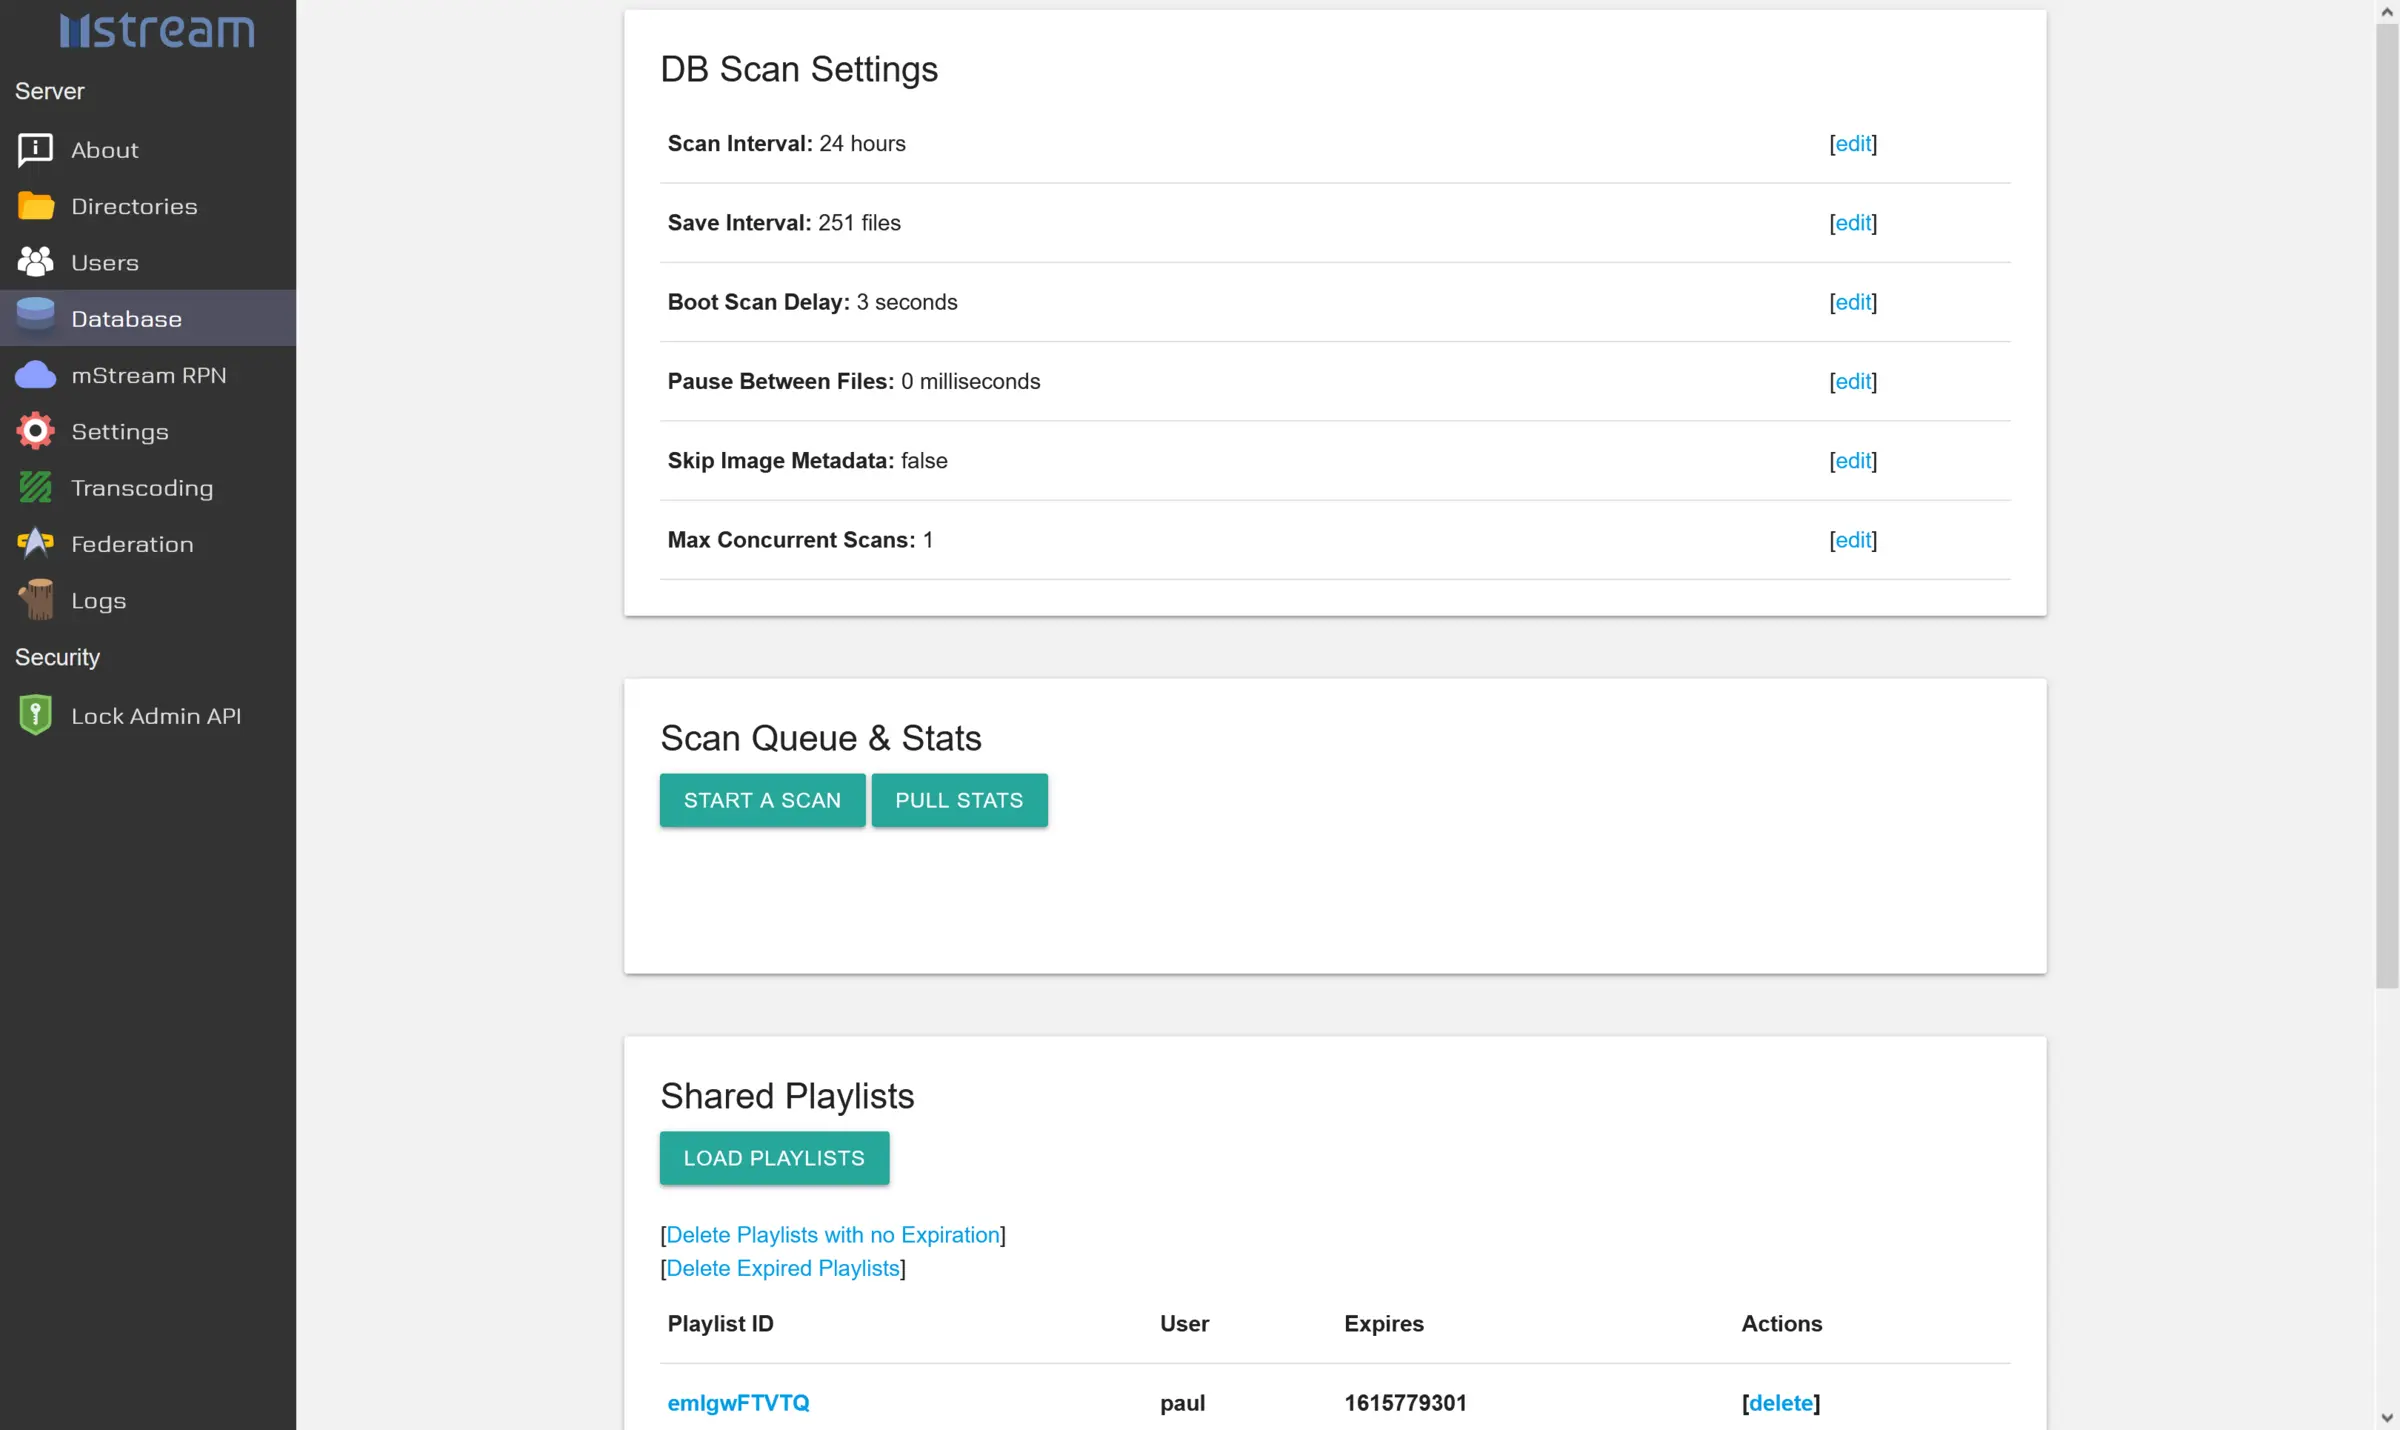 mstream
Server
About
Directories
Users
Database
mStream RPN
Settings
Transcoding
Federation
Logs
Security
Lock Admin API
DB Scan Settings
Scan Interval: 24 hours [edit]
Save Interval: 251 files [edit]
Boot Scan Delay: 3 seconds [edit]
Pause Between Files: 0 milliseconds [edit]
Skip Image Metadata: false [edit]
Max Concurrent Scans: 1 [edit]
Scan Queue & Stats
START A SCAN PULL STATS
Shared Playlists
LOAD PLAYLISTS
[Delete Playlists with no Expiration]
[Delete Expired Playlists]
Playlist ID User Expires Actions
emIgwFTVTQ paul 1615779301 [delete]